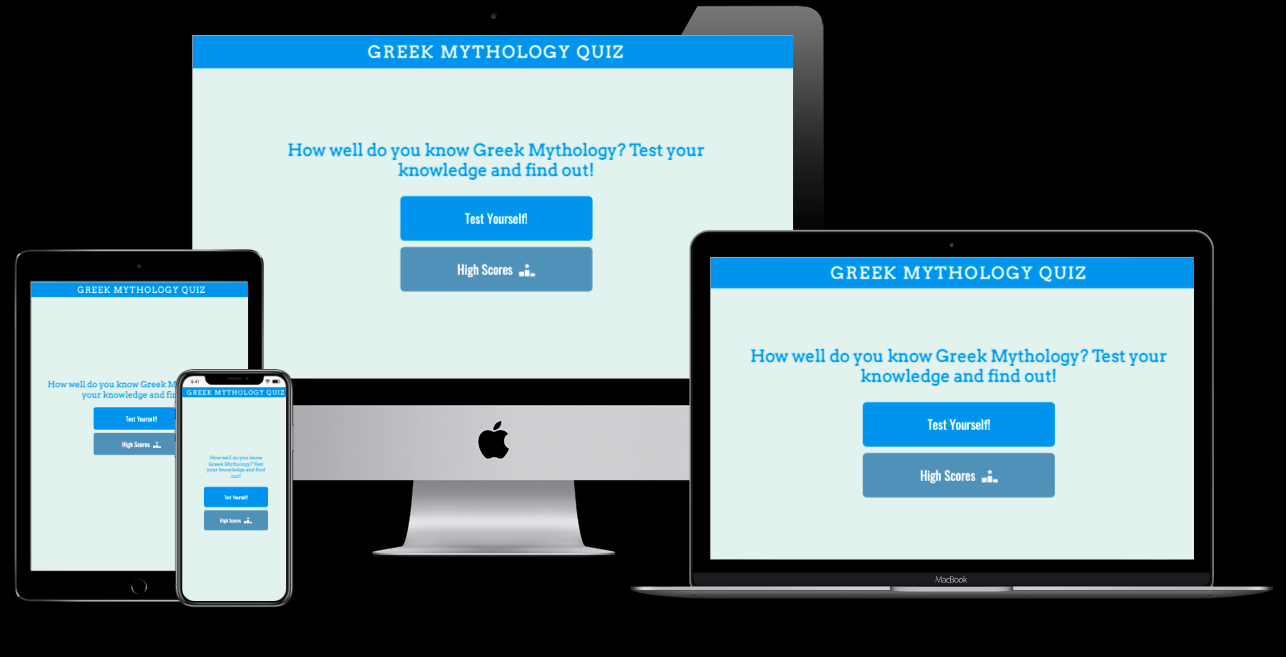 GREEK MYTHOLOGY QUIZ
How well do you know Greek Mythology? Test your
knowledge and find out!
Test Yourself!
High Scores
GREEK MYTHOLOGY QUIZ
How well do you know Greek M
your knowledge and fin
Test Yourself!
High Scores
9:41
GREEK MYTHOLOGY QUIZ
How well do you know
Greek Mythology? Test
your knowledge and find
out!
Test Yourself!
High Scores
GREEK MYTHOLOGY QUIZ
How well do you know Greek Mythology? Test your
knowledge and find out!
Test Yourself!
High Scores
MacBook